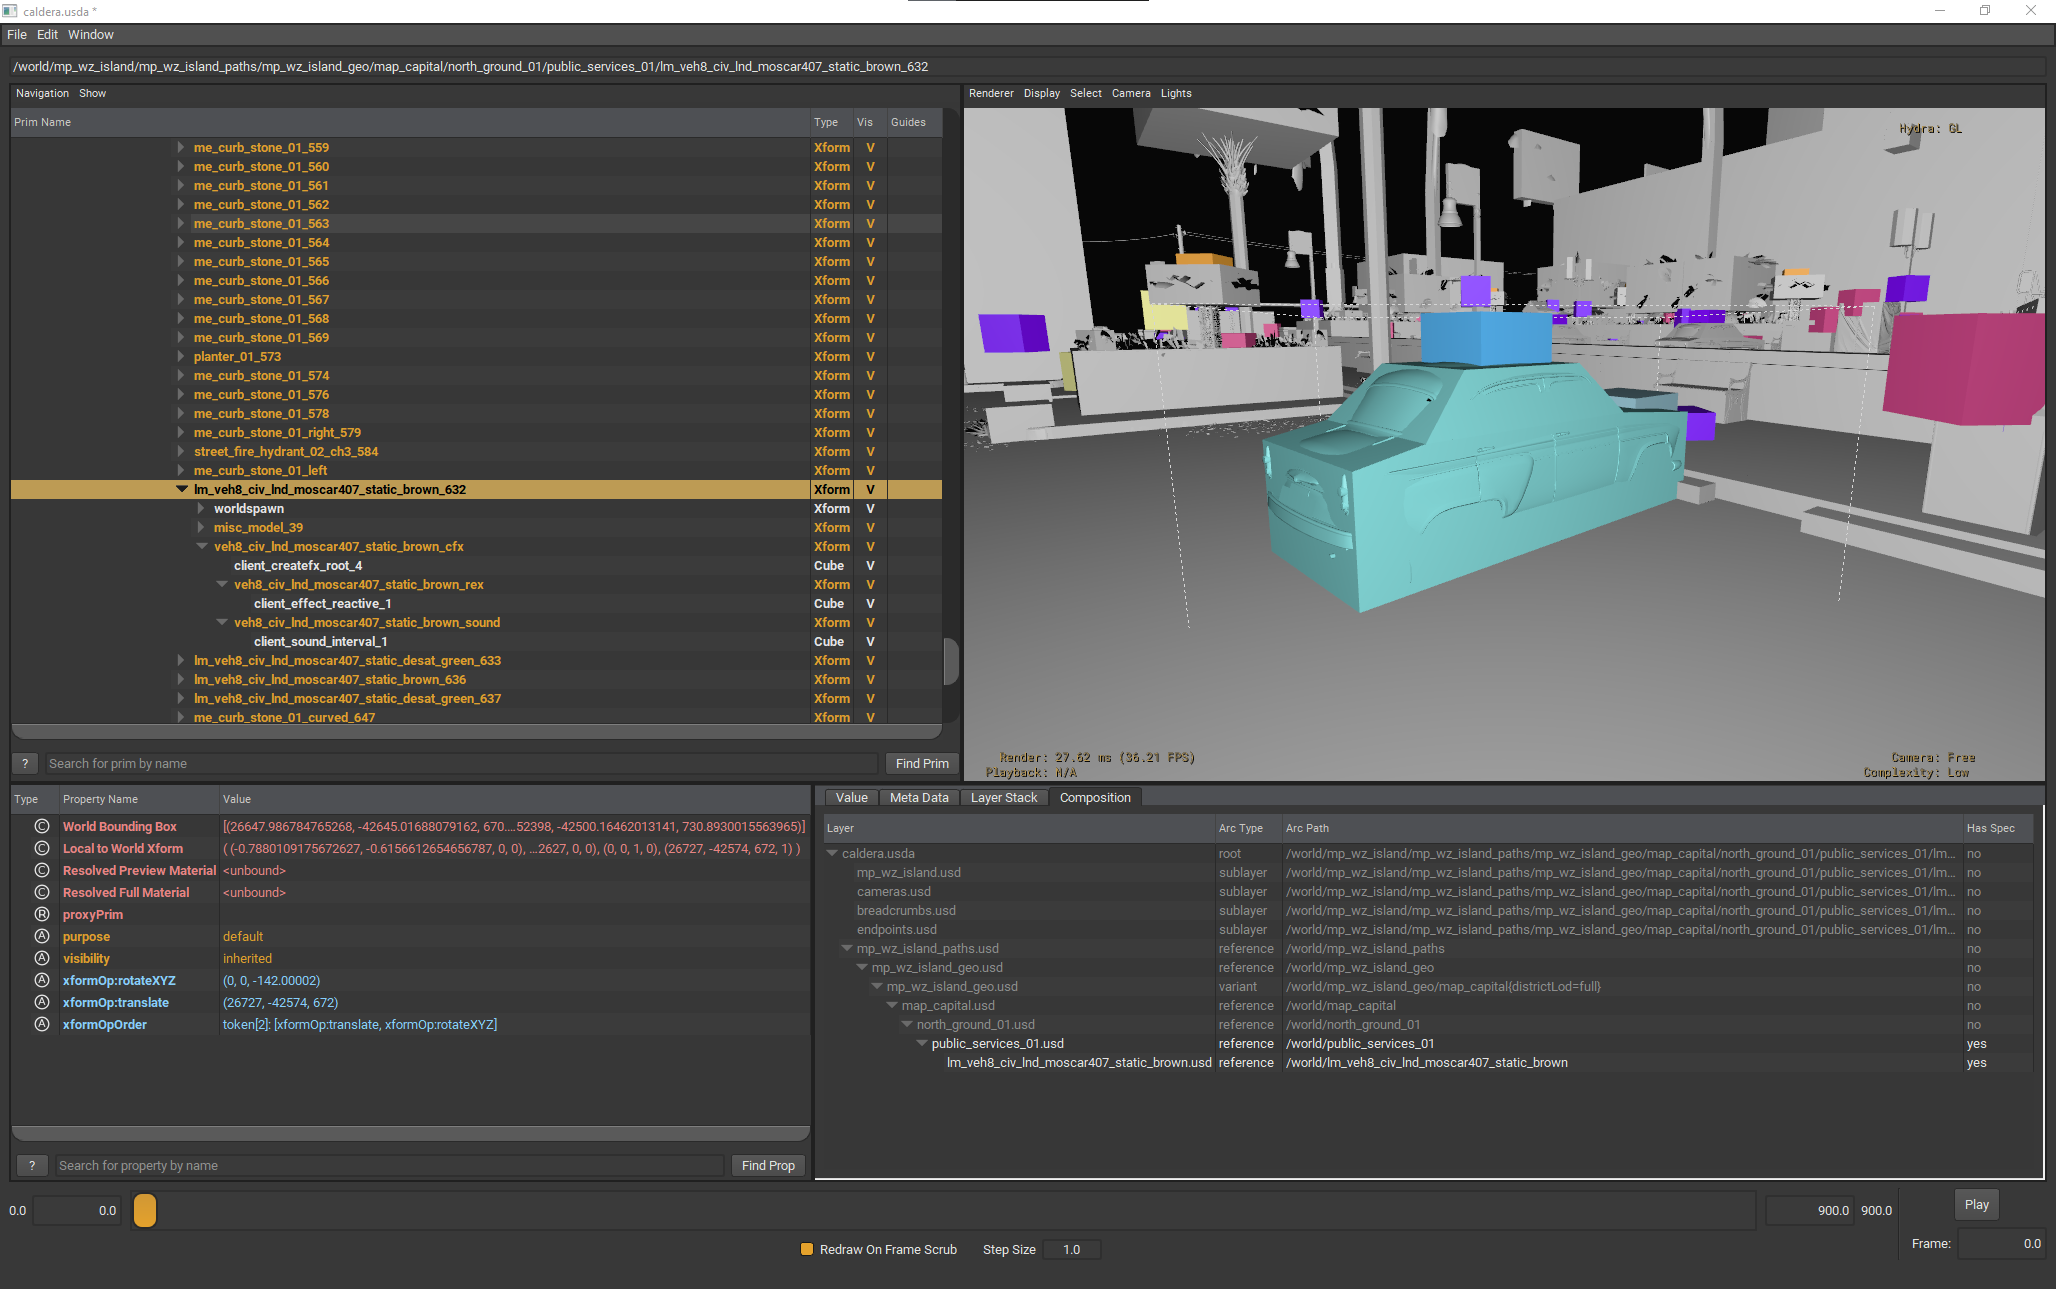 caldera.usda *
File Edit Window
/world/mp_wz_island/mp_wz_island_paths/mp_wz_island_geo/map_capital/north_ground_01/public_services_01/lm_veh8_civ_lnd_moscar407_static_brown_632
Navigation Show
Prim Name Type Vis Guides
me_curb_stone_01_559 Xform V
me_curb_stone_01_560 Xform V
me_curb_stone_01_561 Xform V
me_curb_stone_01_562 Xform V
me_curb_stone_01_563 Xform V
me_curb_stone_01_564 Xform V
me_curb_stone_01_565 Xform V
me_curb_stone_01_566 Xform V
me_curb_stone_01_567 Xform V
me_curb_stone_01_568 Xform V
me_curb_stone_01_569 Xform V
planter_01_573 Xform V
me_curb_stone_01_574 Xform V
me_curb_stone_01_576 Xform V
me_curb_stone_01_578 Xform V
me_curb_stone_01_right_579 Xform V
street_fire_hydrant_02_ch3_584 Xform V
me_curb_stone_01_left Xform V
lm_veh8_civ_lnd_moscar407_static_brown_632 Xform V
worldspawn Xform V
misc_model_39 Xform V
veh8_civ_lnd_moscar407_static_brown_cfx Xform V
client_createfx_root_4 Cube V
veh8_civ_lnd_moscar407_static_brown_rex Xform V
client_effect_reactive_1 Cube V
veh8_civ_lnd_moscar407_static_brown_sound Xform V
client_sound_interval_1 Cube V
lm_veh8_civ_lnd_moscar407_static_desat_green_633 Xform V
lm_veh8_civ_lnd_moscar407_static_brown_636 Xform V
lm_veh8_civ_lnd_moscar407_static_desat_green_637 Xform V
me_curb_stone_01_curved_647 Xform V
? Search for prim by name Find Prim
Renderer Display Select Camera Lights
Hydra: GL
Render: 27.62 ms (36.21 FPS)
Playback: N/A
Camera: Free
Complexity: Low
Type Property Name Value
C World Bounding Box [(26647.986784765268, -42645.01688079162, 670....52398, -42500.16462013141, 730.8930015563965)]
C Local to World Xform ( (-0.7880109175672627, -0.6156612654656787, 0, 0), ...2627, 0, 0), (0, 0, 1, 0), (26727, -42574, 672, 1) )
C Resolved Preview Material <unbound>
C Resolved Full Material <unbound>
R proxyPrim
A purpose default
A visibility inherited
A xformOp:rotateXYZ (0, 0, -142.00002)
A xformOp:translate (26727, -42574, 672)
A xformOpOrder token[2]: [xformOp:translate, xformOp:rotateXYZ]
? Search for property by name Find Prop
Value Meta Data Layer Stack Composition
Layer Arc Type Arc Path Has Spec
caldera.usda root /world/mp_wz_island/mp_wz_island_paths/mp_wz_island_geo/map_capital/north_ground_01/public_services_01/lm... no
mp_wz_island.usd sublayer /world/mp_wz_island/mp_wz_island_paths/mp_wz_island_geo/map_capital/north_ground_01/public_services_01/lm... no
cameras.usd sublayer /world/mp_wz_island/mp_wz_island_paths/mp_wz_island_geo/map_capital/north_ground_01/public_services_01/lm... no
breadcrumbs.usd sublayer /world/mp_wz_island/mp_wz_island_paths/mp_wz_island_geo/map_capital/north_ground_01/public_services_01/lm... no
endpoints.usd sublayer /world/mp_wz_island/mp_wz_island_paths/mp_wz_island_geo/map_capital/north_ground_01/public_services_01/lm... no
mp_wz_island_paths.usd reference /world/mp_wz_island_paths no
mp_wz_island_geo.usd reference /world/mp_wz_island_geo no
mp_wz_island_geo.usd variant /world/mp_wz_island_geo/map_capital{districtLod=full} no
map_capital.usd reference /world/map_capital no
north_ground_01.usd reference /world/north_ground_01 no
public_services_01.usd reference /world/public_services_01 yes
lm_veh8_civ_lnd_moscar407_static_brown.usd reference /world/lm_veh8_civ_lnd_moscar407_static_brown yes
0.0 0.0 900.0 900.0 Play
Redraw On Frame Scrub Step Size 1.0 Frame: 0.0